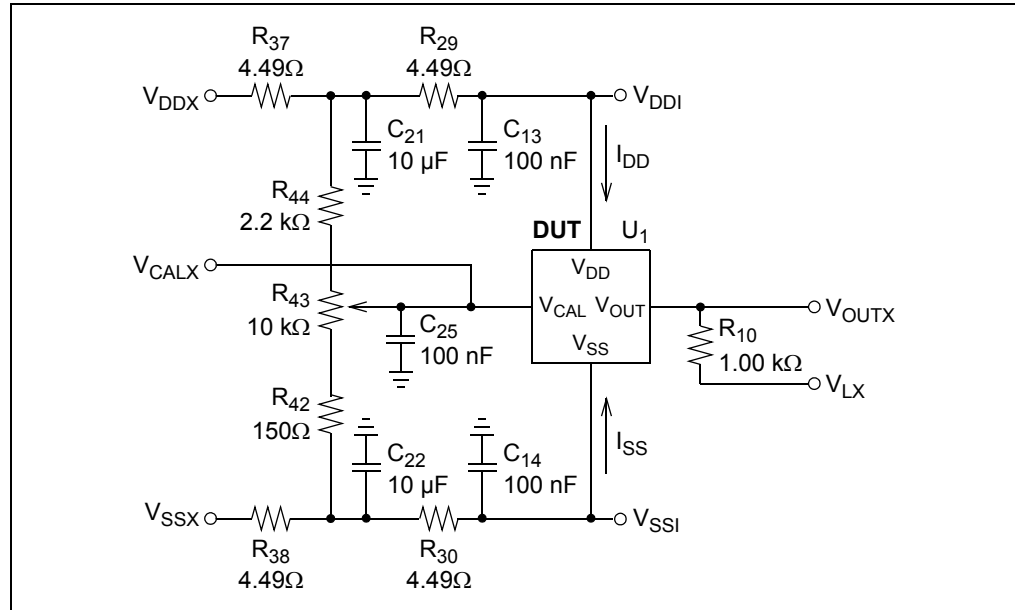 R37
4.49Ω
R29
4.49Ω
VDDX
VDDI
C21
10 µF
C13
100 nF
IDD
R44
2.2 kΩ
DUT
U1
VCALX
VDD
R43
10 kΩ
VCAL
VOUT
VOUTX
C25
100 nF
VSS
R10
1.00 kΩ
VLX
R42
150Ω
C22
10 µF
C14
100 nF
ISS
VSSX
VSSI
R38
4.49Ω
R30
4.49Ω